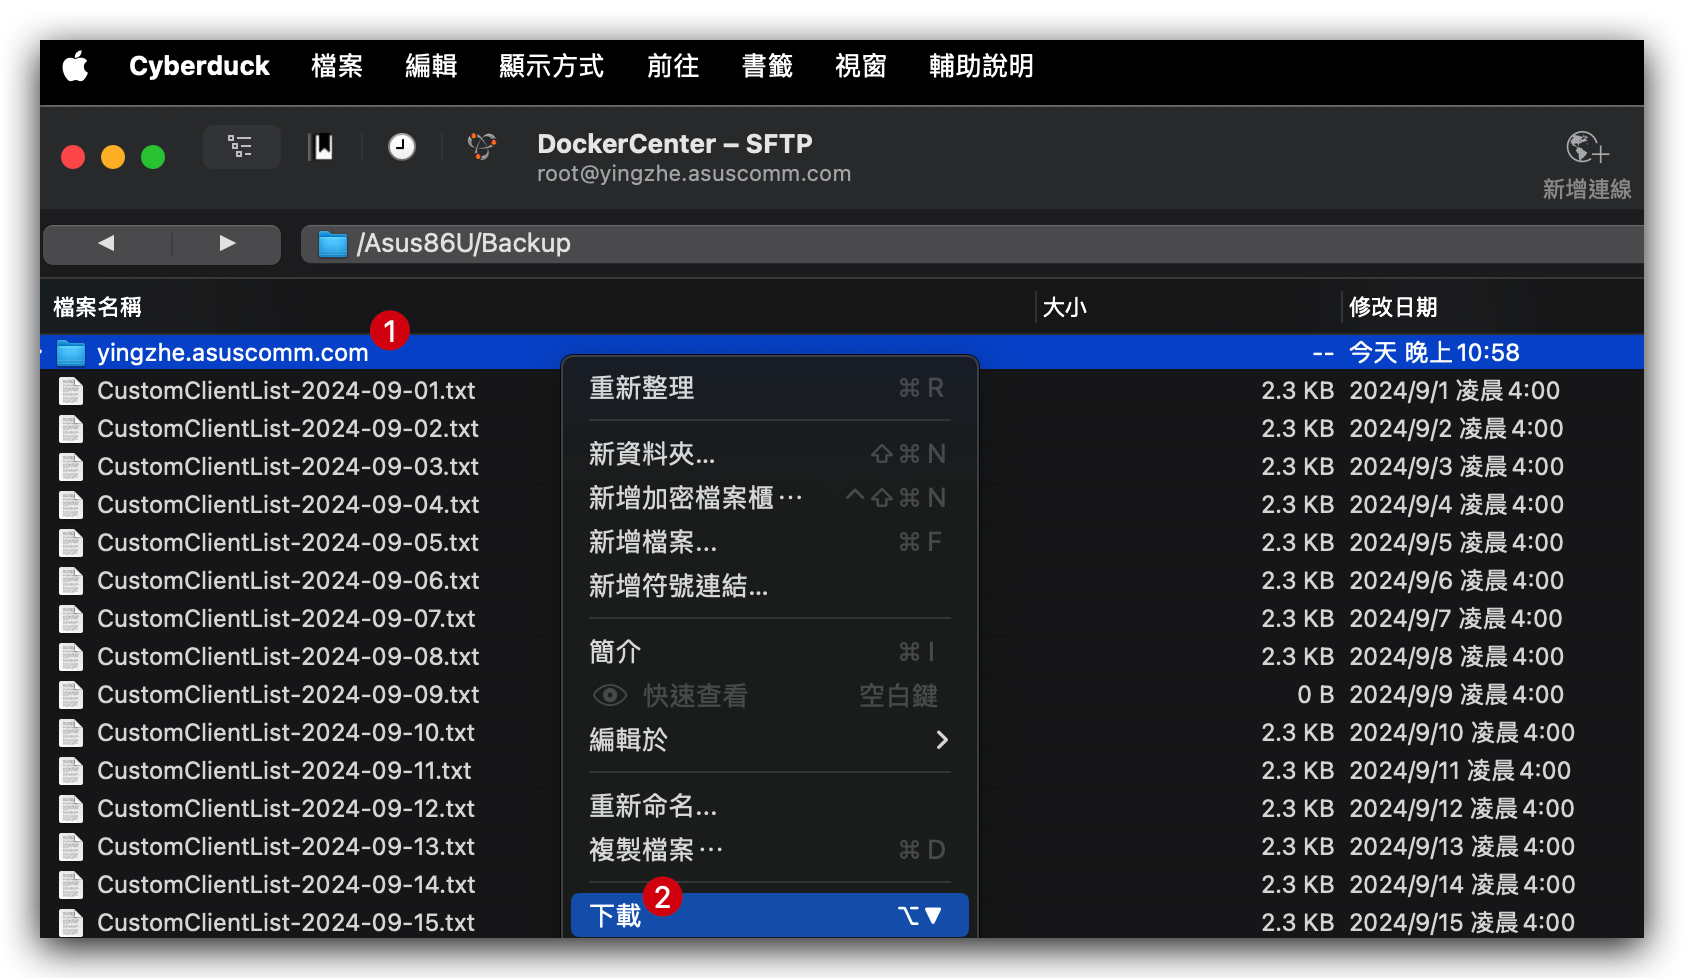 Cyberduck 檔案 編輯 顯示方式 前往 書籤 視窗 輔助說明
DockerCenter – SFTP
root@yingzhe.asuscomm.com
新增連線
/Asus86U/Backup
檔案名稱 大小 修改日期
1
yingzhe.asuscomm.com -- 今天 晚上10:58
CustomClientList-2024-09-01.txt 2.3 KB 2024/9/1 凌晨4:00
CustomClientList-2024-09-02.txt 2.3 KB 2024/9/2 凌晨4:00
CustomClientList-2024-09-03.txt 2.3 KB 2024/9/3 凌晨4:00
CustomClientList-2024-09-04.txt 2.3 KB 2024/9/4 凌晨4:00
CustomClientList-2024-09-05.txt 2.3 KB 2024/9/5 凌晨4:00
CustomClientList-2024-09-06.txt 2.3 KB 2024/9/6 凌晨4:00
CustomClientList-2024-09-07.txt 2.3 KB 2024/9/7 凌晨4:00
CustomClientList-2024-09-08.txt 2.3 KB 2024/9/8 凌晨4:00
CustomClientList-2024-09-09.txt 0 B 2024/9/9 凌晨4:00
CustomClientList-2024-09-10.txt 2.3 KB 2024/9/10 凌晨4:00
CustomClientList-2024-09-11.txt 2.3 KB 2024/9/11 凌晨4:00
CustomClientList-2024-09-12.txt 2.3 KB 2024/9/12 凌晨4:00
CustomClientList-2024-09-13.txt 2.3 KB 2024/9/13 凌晨4:00
CustomClientList-2024-09-14.txt 2.3 KB 2024/9/14 凌晨4:00
CustomClientList-2024-09-15.txt 2.3 KB 2024/9/15 凌晨4:00
重新整理 ⌘ R
新資料夾... ⇧⌘ N
新增加密檔案櫃⋯ ^⇧⌘ N
新增檔案... ⌘ F
新增符號連結...
簡介 ⌘ I
快速查看 空白鍵
編輯於
重新命名...
複製檔案⋯ ⌘ D
2
下載 ⌥▼